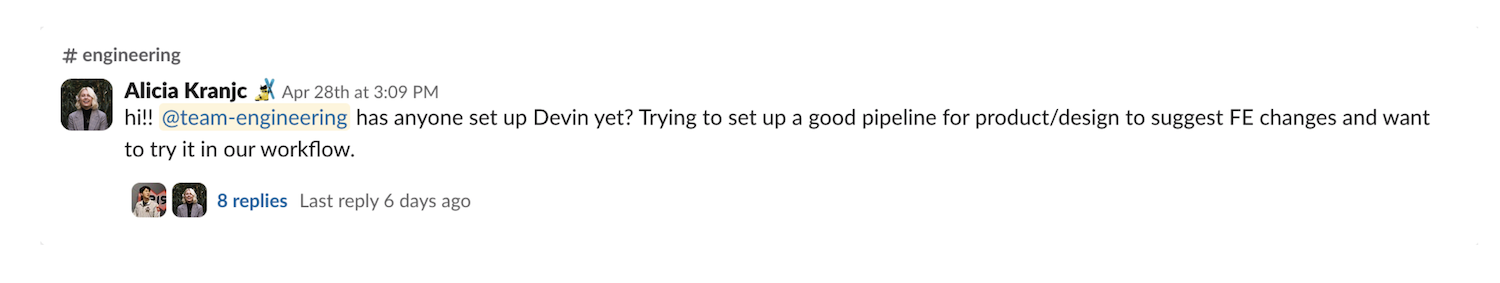 # engineering
Alicia Kranjc Apr 28th at 3:09 PM
hi!! @team-engineering has anyone set up Devin yet? Trying to set up a good pipeline for product/design to suggest FE changes and want
to try it in our workflow.
8 replies Last reply 6 days ago